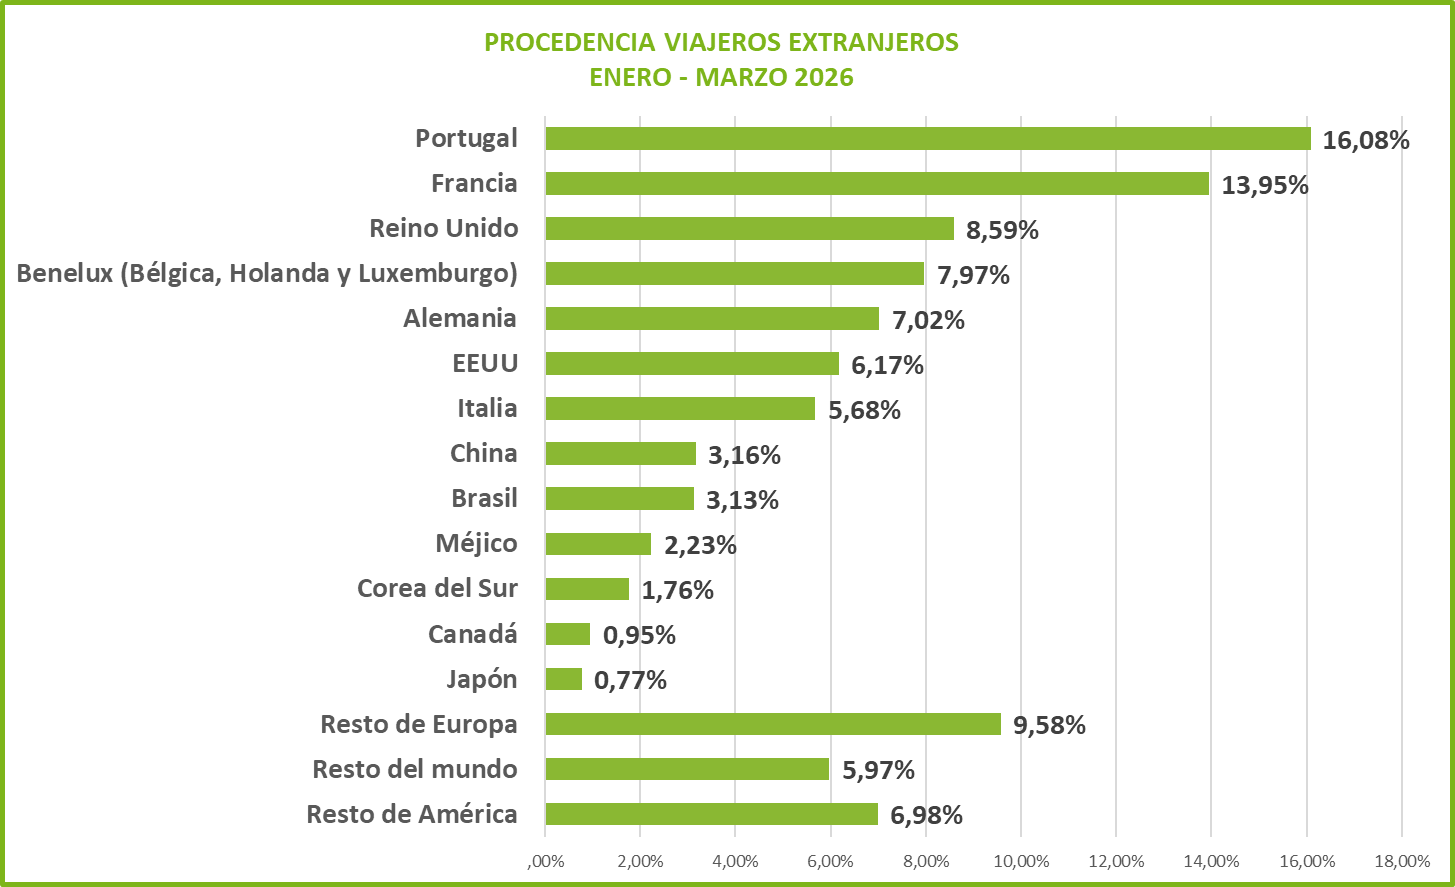 PROCEDENCIA VIAJEROS EXTRANJEROS
ENERO - MARZO 2026
Portugal 16,08%
Francia 13,95%
Reino Unido 8,59%
Benelux (Bélgica, Holanda y Luxemburgo) 7,97%
Alemania 7,02%
EEUU 6,17%
Italia 5,68%
China 3,16%
Brasil 3,13%
Méjico 2,23%
Corea del Sur 1,76%
Canadá 0,95%
Japón 0,77%
Resto de Europa 9,58%
Resto del mundo 5,97%
Resto de América 6,98%
,00% 2,00% 4,00% 6,00% 8,00% 10,00% 12,00% 14,00% 16,00% 18,00%